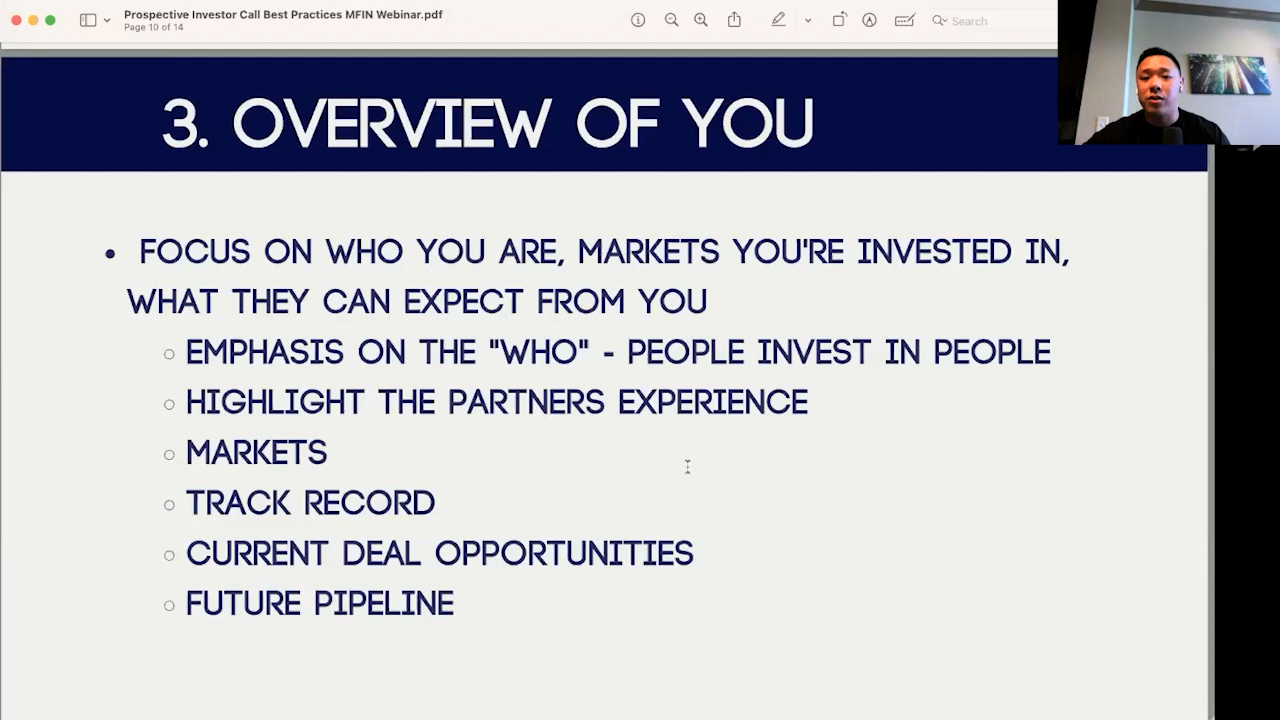 Prospective Investor Call Best Practices MFIN Webinar.pdf
Page 10 of 14
Search
3. OVERVIEW OF YOU
• FOCUS ON WHO YOU ARE, MARKETS YOU'RE INVESTED IN,
WHAT THEY CAN EXPECT FROM YOU
○ EMPHASIS ON THE "WHO" - PEOPLE INVEST IN PEOPLE
○ HIGHLIGHT THE PARTNERS EXPERIENCE
○ MARKETS
○ TRACK RECORD
○ CURRENT DEAL OPPORTUNITIES
○ FUTURE PIPELINE